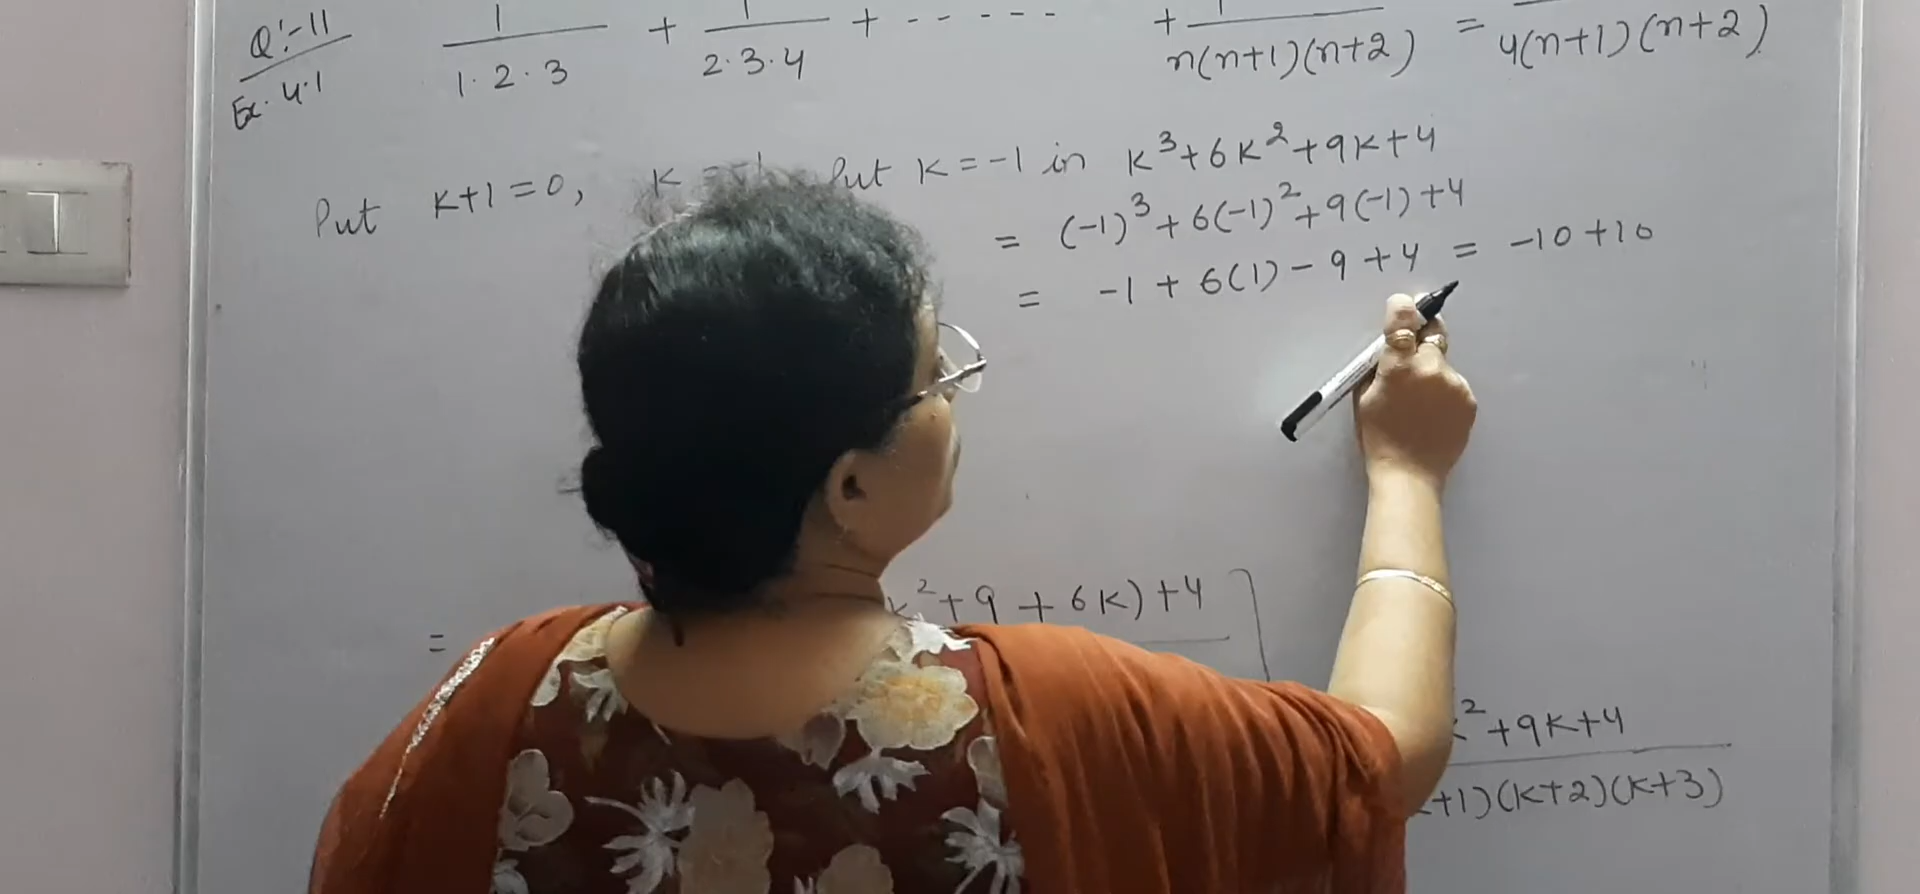 Q:-11
Ex. 4.1
1/1·2·3 + 1/2·3·4 + ------ + 1/n(n+1)(n+2) = 4(n+1)(n+2)
Put K+1=0, K = Put K=-1 in K³+6K²+9K+4
= (-1)³+6(-1)²+9(-1)+4
= -1+6(1)-9+4 = -10+10
= ²+9+6K)+4
²+9K+4
+1)(K+2)(K+3)